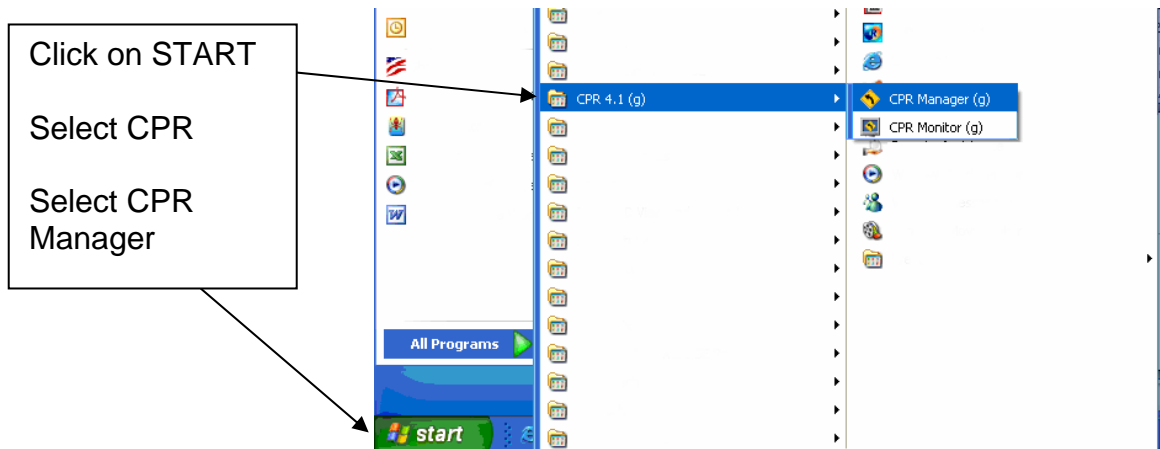 Click on START
Select CPR
Select CPR
Manager
CPR 4.1 (g)
CPR Manager (g)
CPR Monitor (g)
All Programs
start